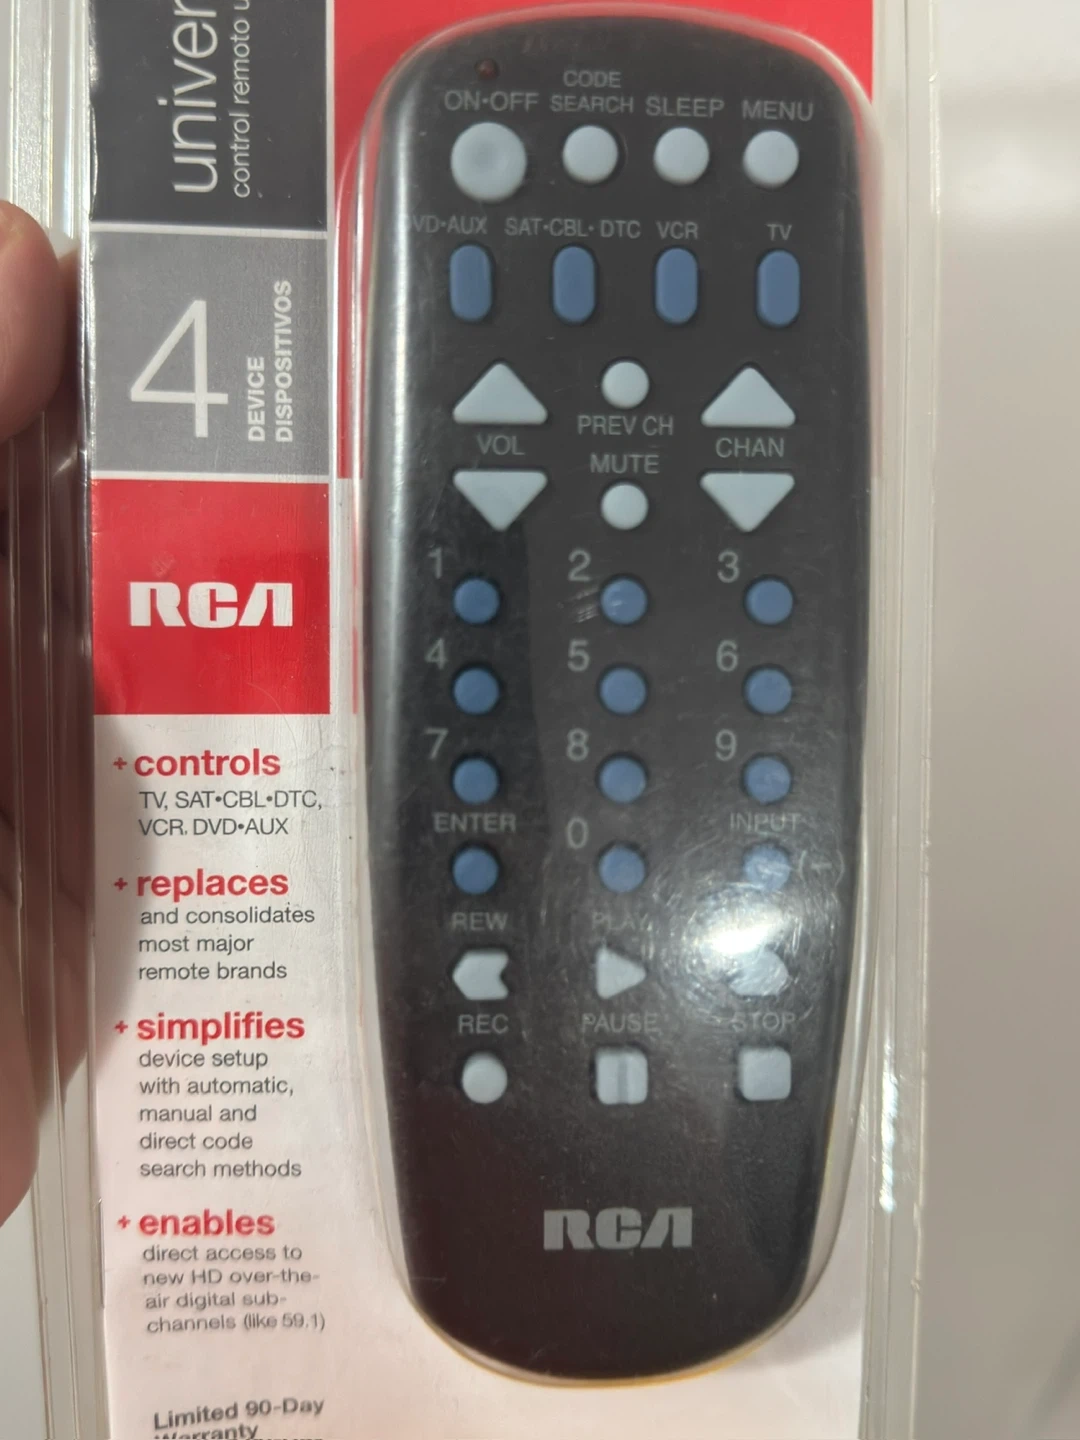 univer
control remoto u
4
DEVICE
DISPOSITIVOS
RCA
+ controls
TV, SAT•CBL•DTC,
VCR, DVD•AUX
+ replaces
and consolidates
most major
remote brands
+ simplifies
device setup
with automatic,
manual and
direct code
search methods
+ enables
direct access to
new HD over-the-
air digital sub-
channels (like 59.1)
Limited 90-Day
Warranty
ON•OFF CODE SEARCH SLEEP MENU
VD•AUX SAT•CBL•DTC VCR TV
PREV CH
VOL CHAN
MUTE
1 2 3
4 5 6
7 8 9
ENTER 0 INPUT
(–)
REW PLAY
REC PAUSE STOP
RCA